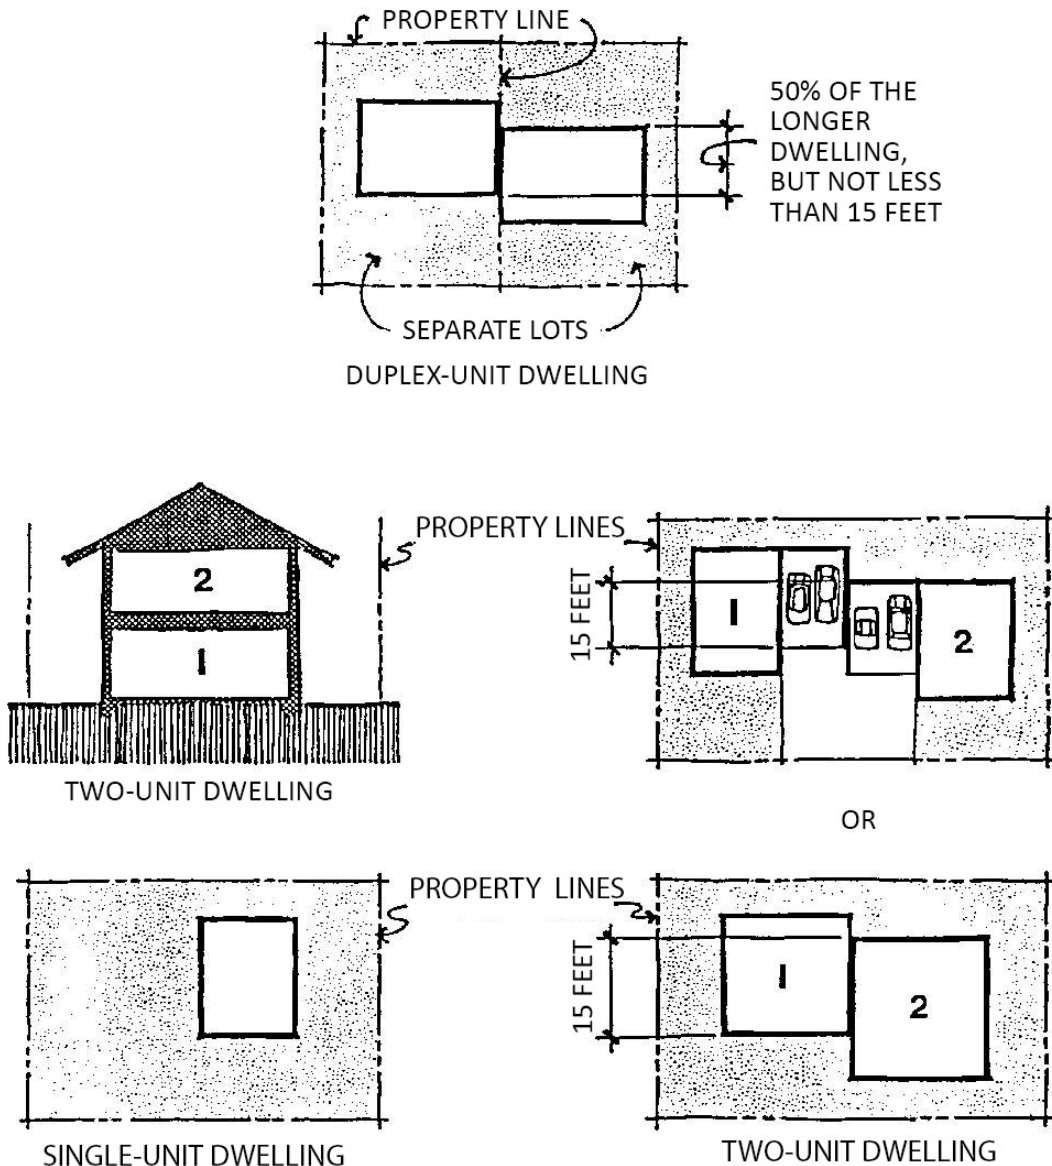 PROPERTY LINE
50% OF THE
LONGER
DWELLING,
BUT NOT LESS
THAN 15 FEET
SEPARATE LOTS
DUPLEX-UNIT DWELLING
PROPERTY LINES
2
1
15 FEET
1
2
TWO-UNIT DWELLING
OR
PROPERTY LINES
15 FEET
1
2
SINGLE-UNIT DWELLING
TWO-UNIT DWELLING